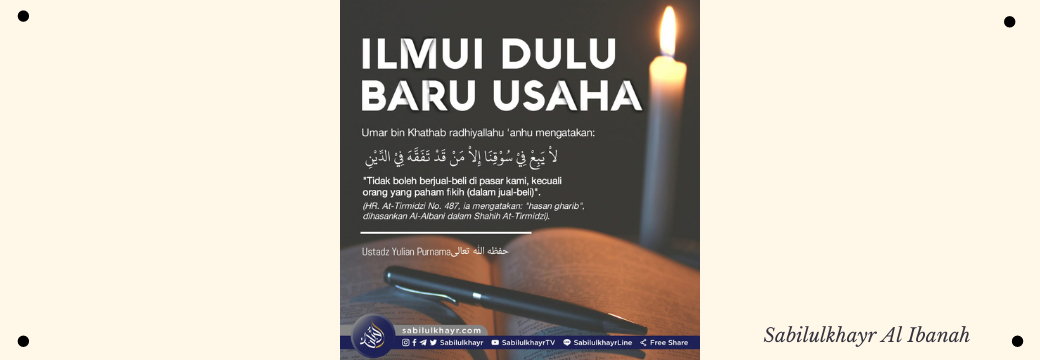 ILMUI DULU
BARU USAHA
Umar bin Khathab radhiyallahu 'anhu mengatakan:
لاَ يَبِعْ فِيْ سُوْقِنَا إِلاَّ مَنْ قَدْ تَفَقَّهَ فِيْ الدِّيْنِ
"Tidak boleh berjual-beli di pasar kami, kecuali
orang yang paham fikih (dalam jual-beli)".
(HR. At-Tirmidzi No. 487, ia mengatakan: "hasan gharib",
dihasankan Al-Albani dalam Shahih At-Tirmidzi).
Ustadz Yulian Purnama حفظه الله تعالى
sabilulkhayr.com
Sabilulkhayr SabilulkhayrTV SabilulkhayrLine Free Share
Sabilulkhayr Al Ibanah